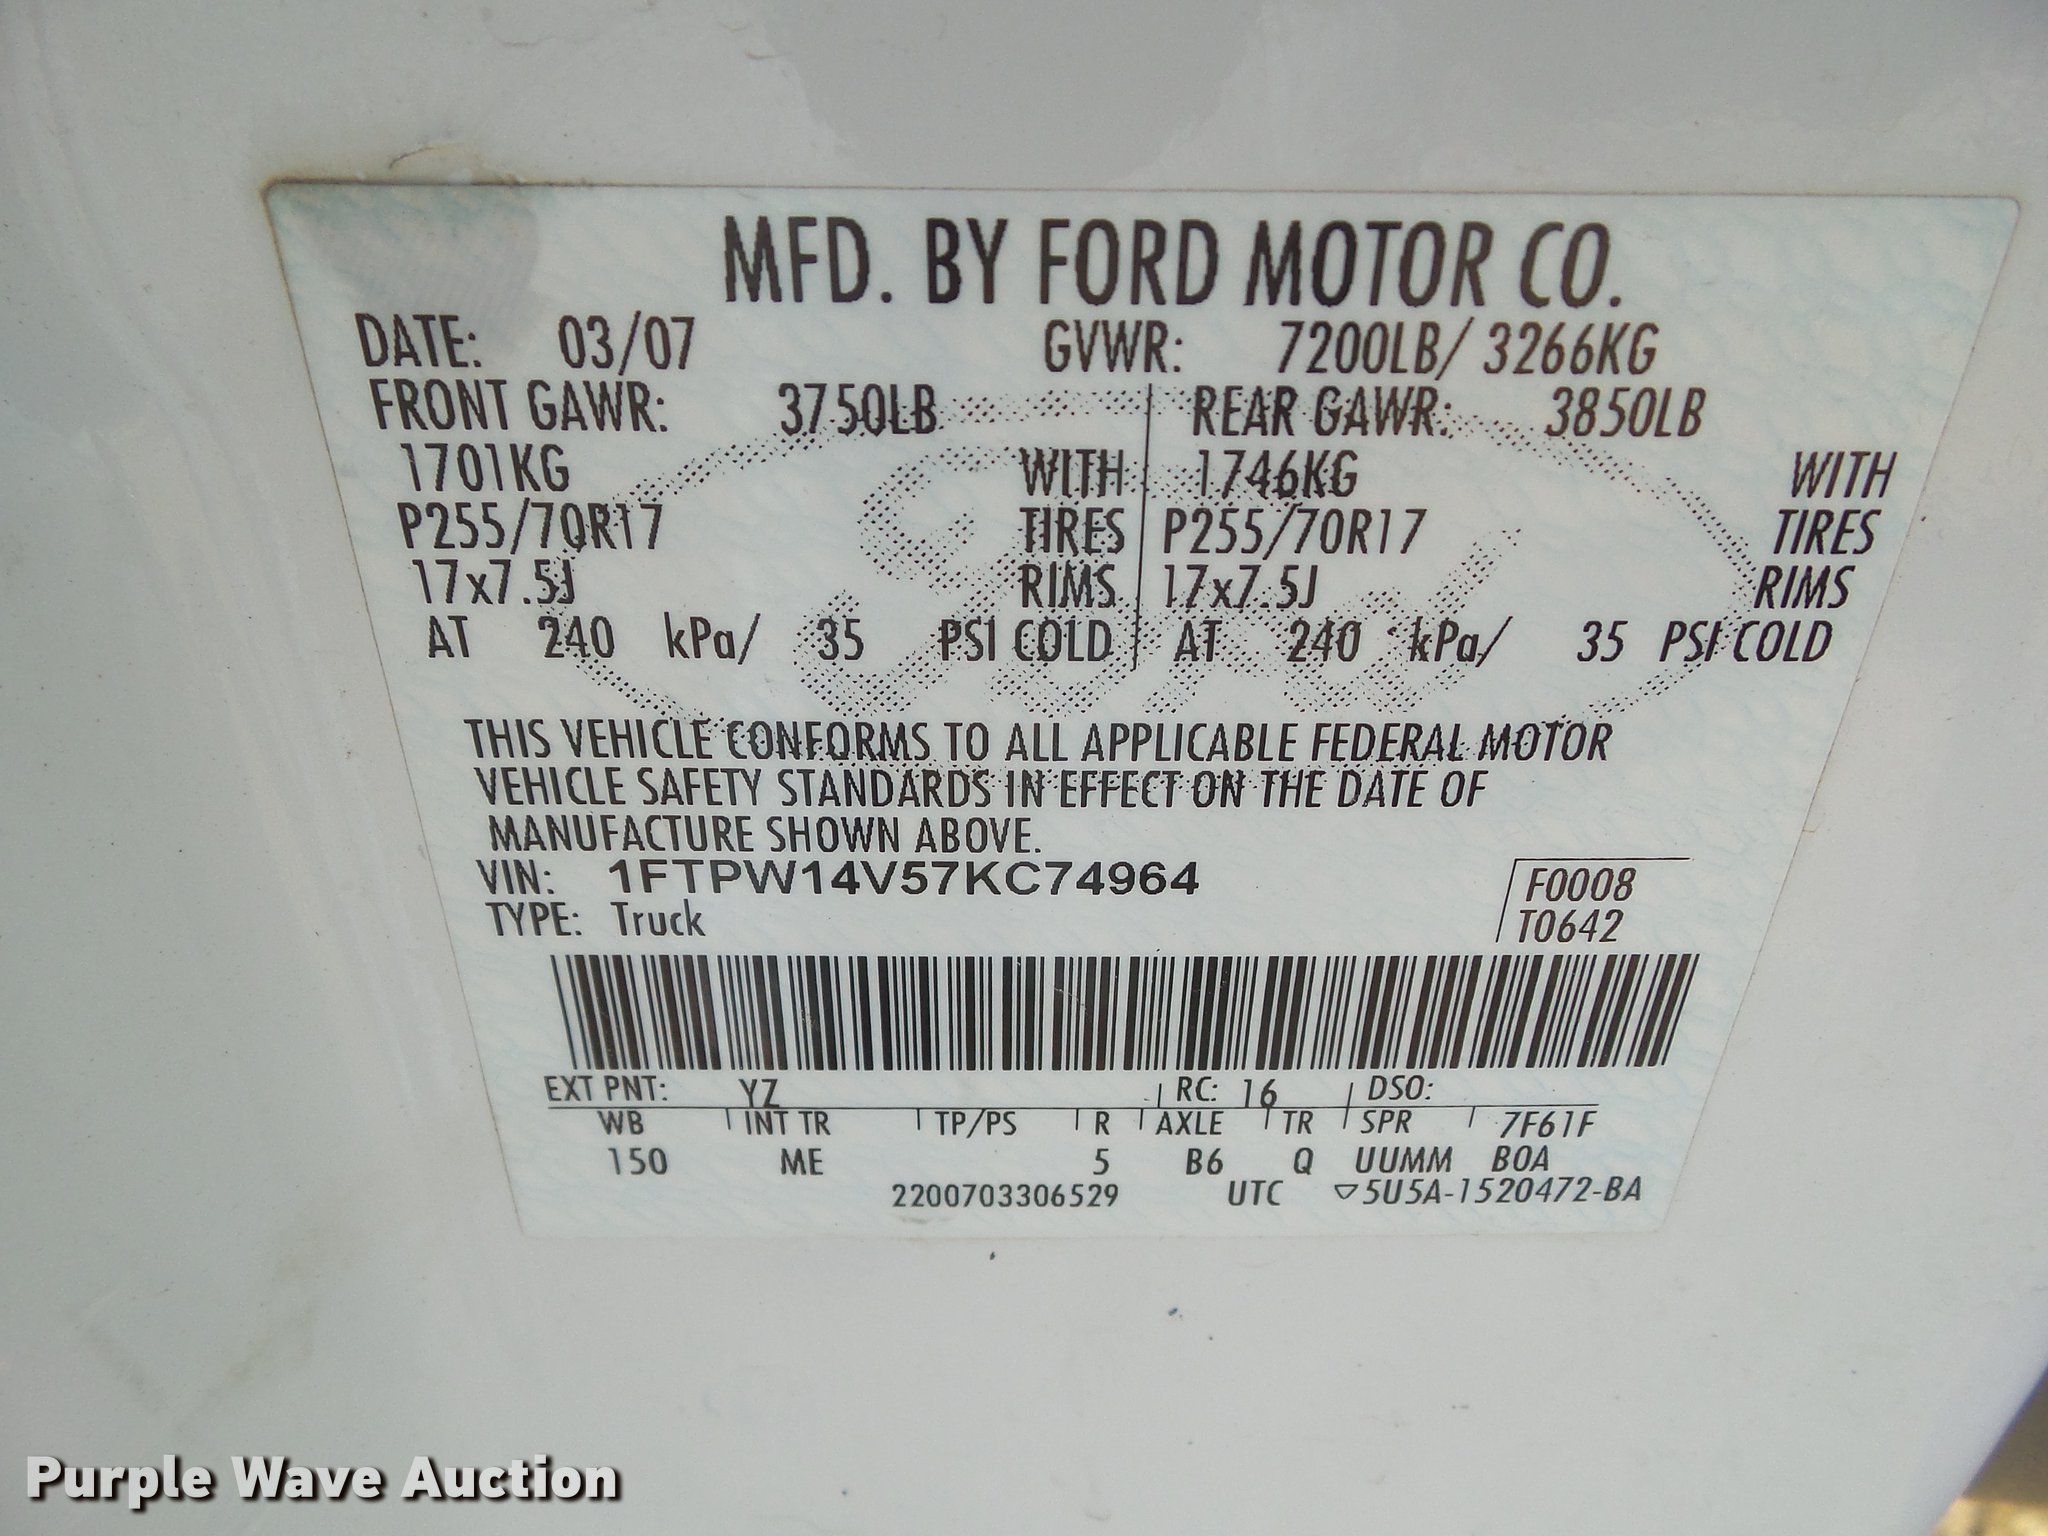 MFD. BY FORD MOTOR CO.
DATE: 03/07 GVWR: 7200LB/ 3266KG
FRONT GAWR: 3750LB REAR GAWR: 3850LB
1701KG WITH 1746KG WITH
P255/70R17 TIRES P255/70R17 TIRES
17x7.5J RIMS 17x7.5J RIMS
AT 240 kPa/ 35 PSI COLD AT 240 kPa/ 35 PSI COLD
Ford
THIS VEHICLE CONFORMS TO ALL APPLICABLE FEDERAL MOTOR
VEHICLE SAFETY STANDARDS IN EFFECT ON THE DATE OF
MANUFACTURE SHOWN ABOVE.
VIN: 1FTPW14V57KC74964 F0008
TYPE: Truck T0642
EXT PNT: YZ RC: 16 DSO:
WB INT TR TP/PS R AXLE TR SPR 7F61F
150 ME 5 B6 Q UUMM BOA
2200703306529 UTC ▽5U5A-1520472-BA
Purple Wave Auction